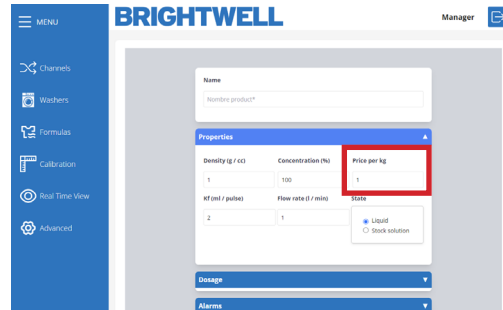 MENU
BRIGHTWELL
Manager
Channels
Washers
Formulas
Calibration
Real Time View
Advanced
Name
Nombre product*
Properties
Density (g / cc)
Concentration (%)
Price per kg
1
100
1
Kf (ml / pulse)
Flow rate (l / min)
State
2
1
Liquid
Stock solution
Dosage
Alarms